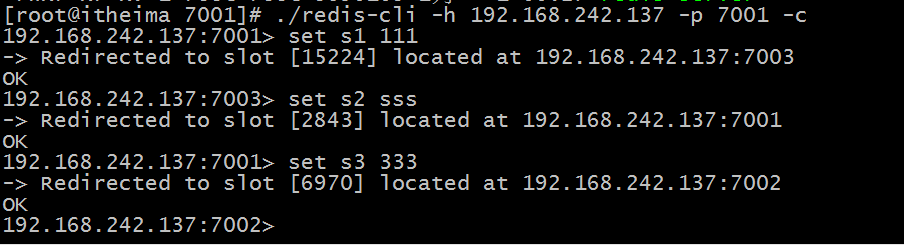 [root@itheima 7001]# ./redis-cli -h 192.168.242.137 -p 7001 -c
192.168.242.137:7001> set s1 111
-> Redirected to slot [15224] located at 192.168.242.137:7003
OK
192.168.242.137:7003> set s2 sss
-> Redirected to slot [2843] located at 192.168.242.137:7001
OK
192.168.242.137:7001> set s3 333
-> Redirected to slot [6970] located at 192.168.242.137:7002
OK
192.168.242.137:7002>